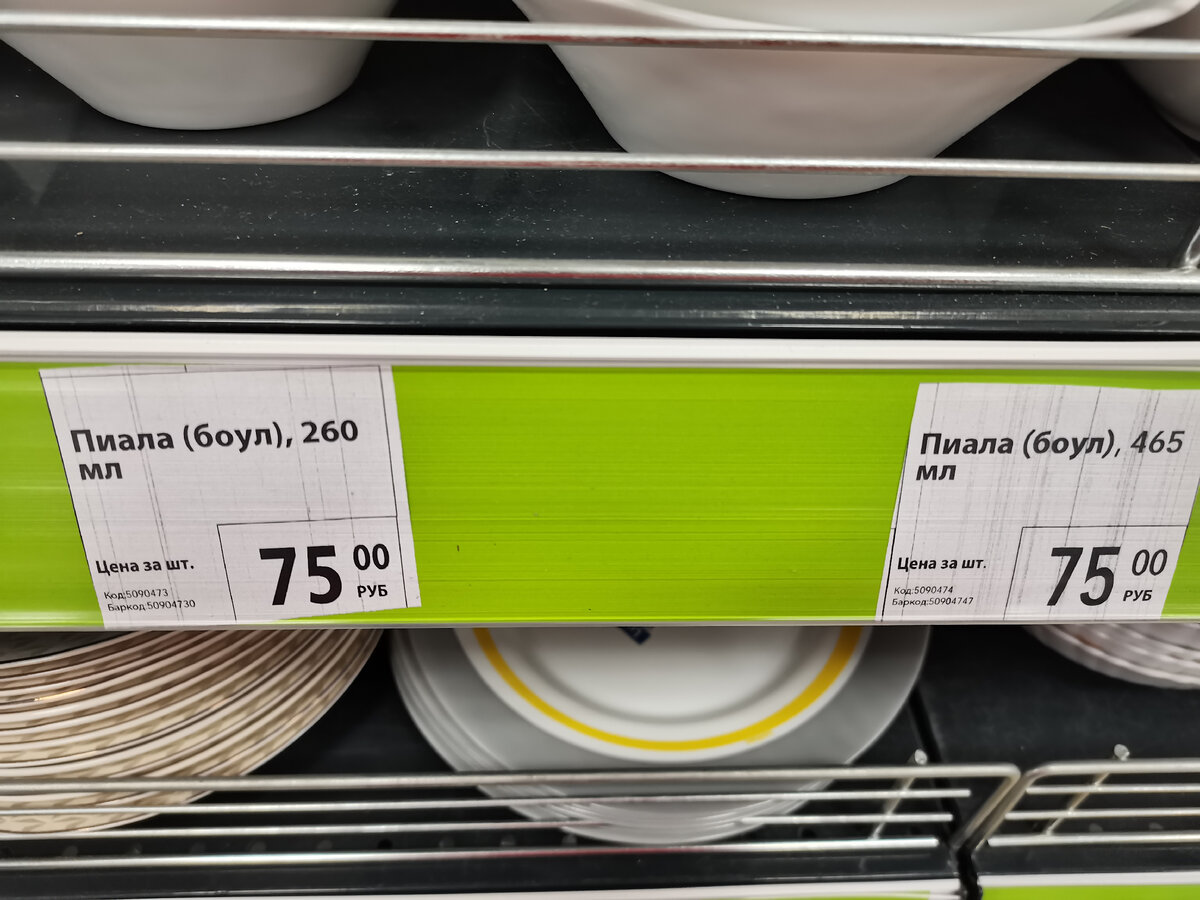 Пиала (боул), 260
мл
Цена за шт.
75 00
РУБ
Код:5090473
Баркод:50904730
Пиала (боул), 465
мл
Цена за шт.
75 00
РУБ
Код:5090474
Баркод:50904747